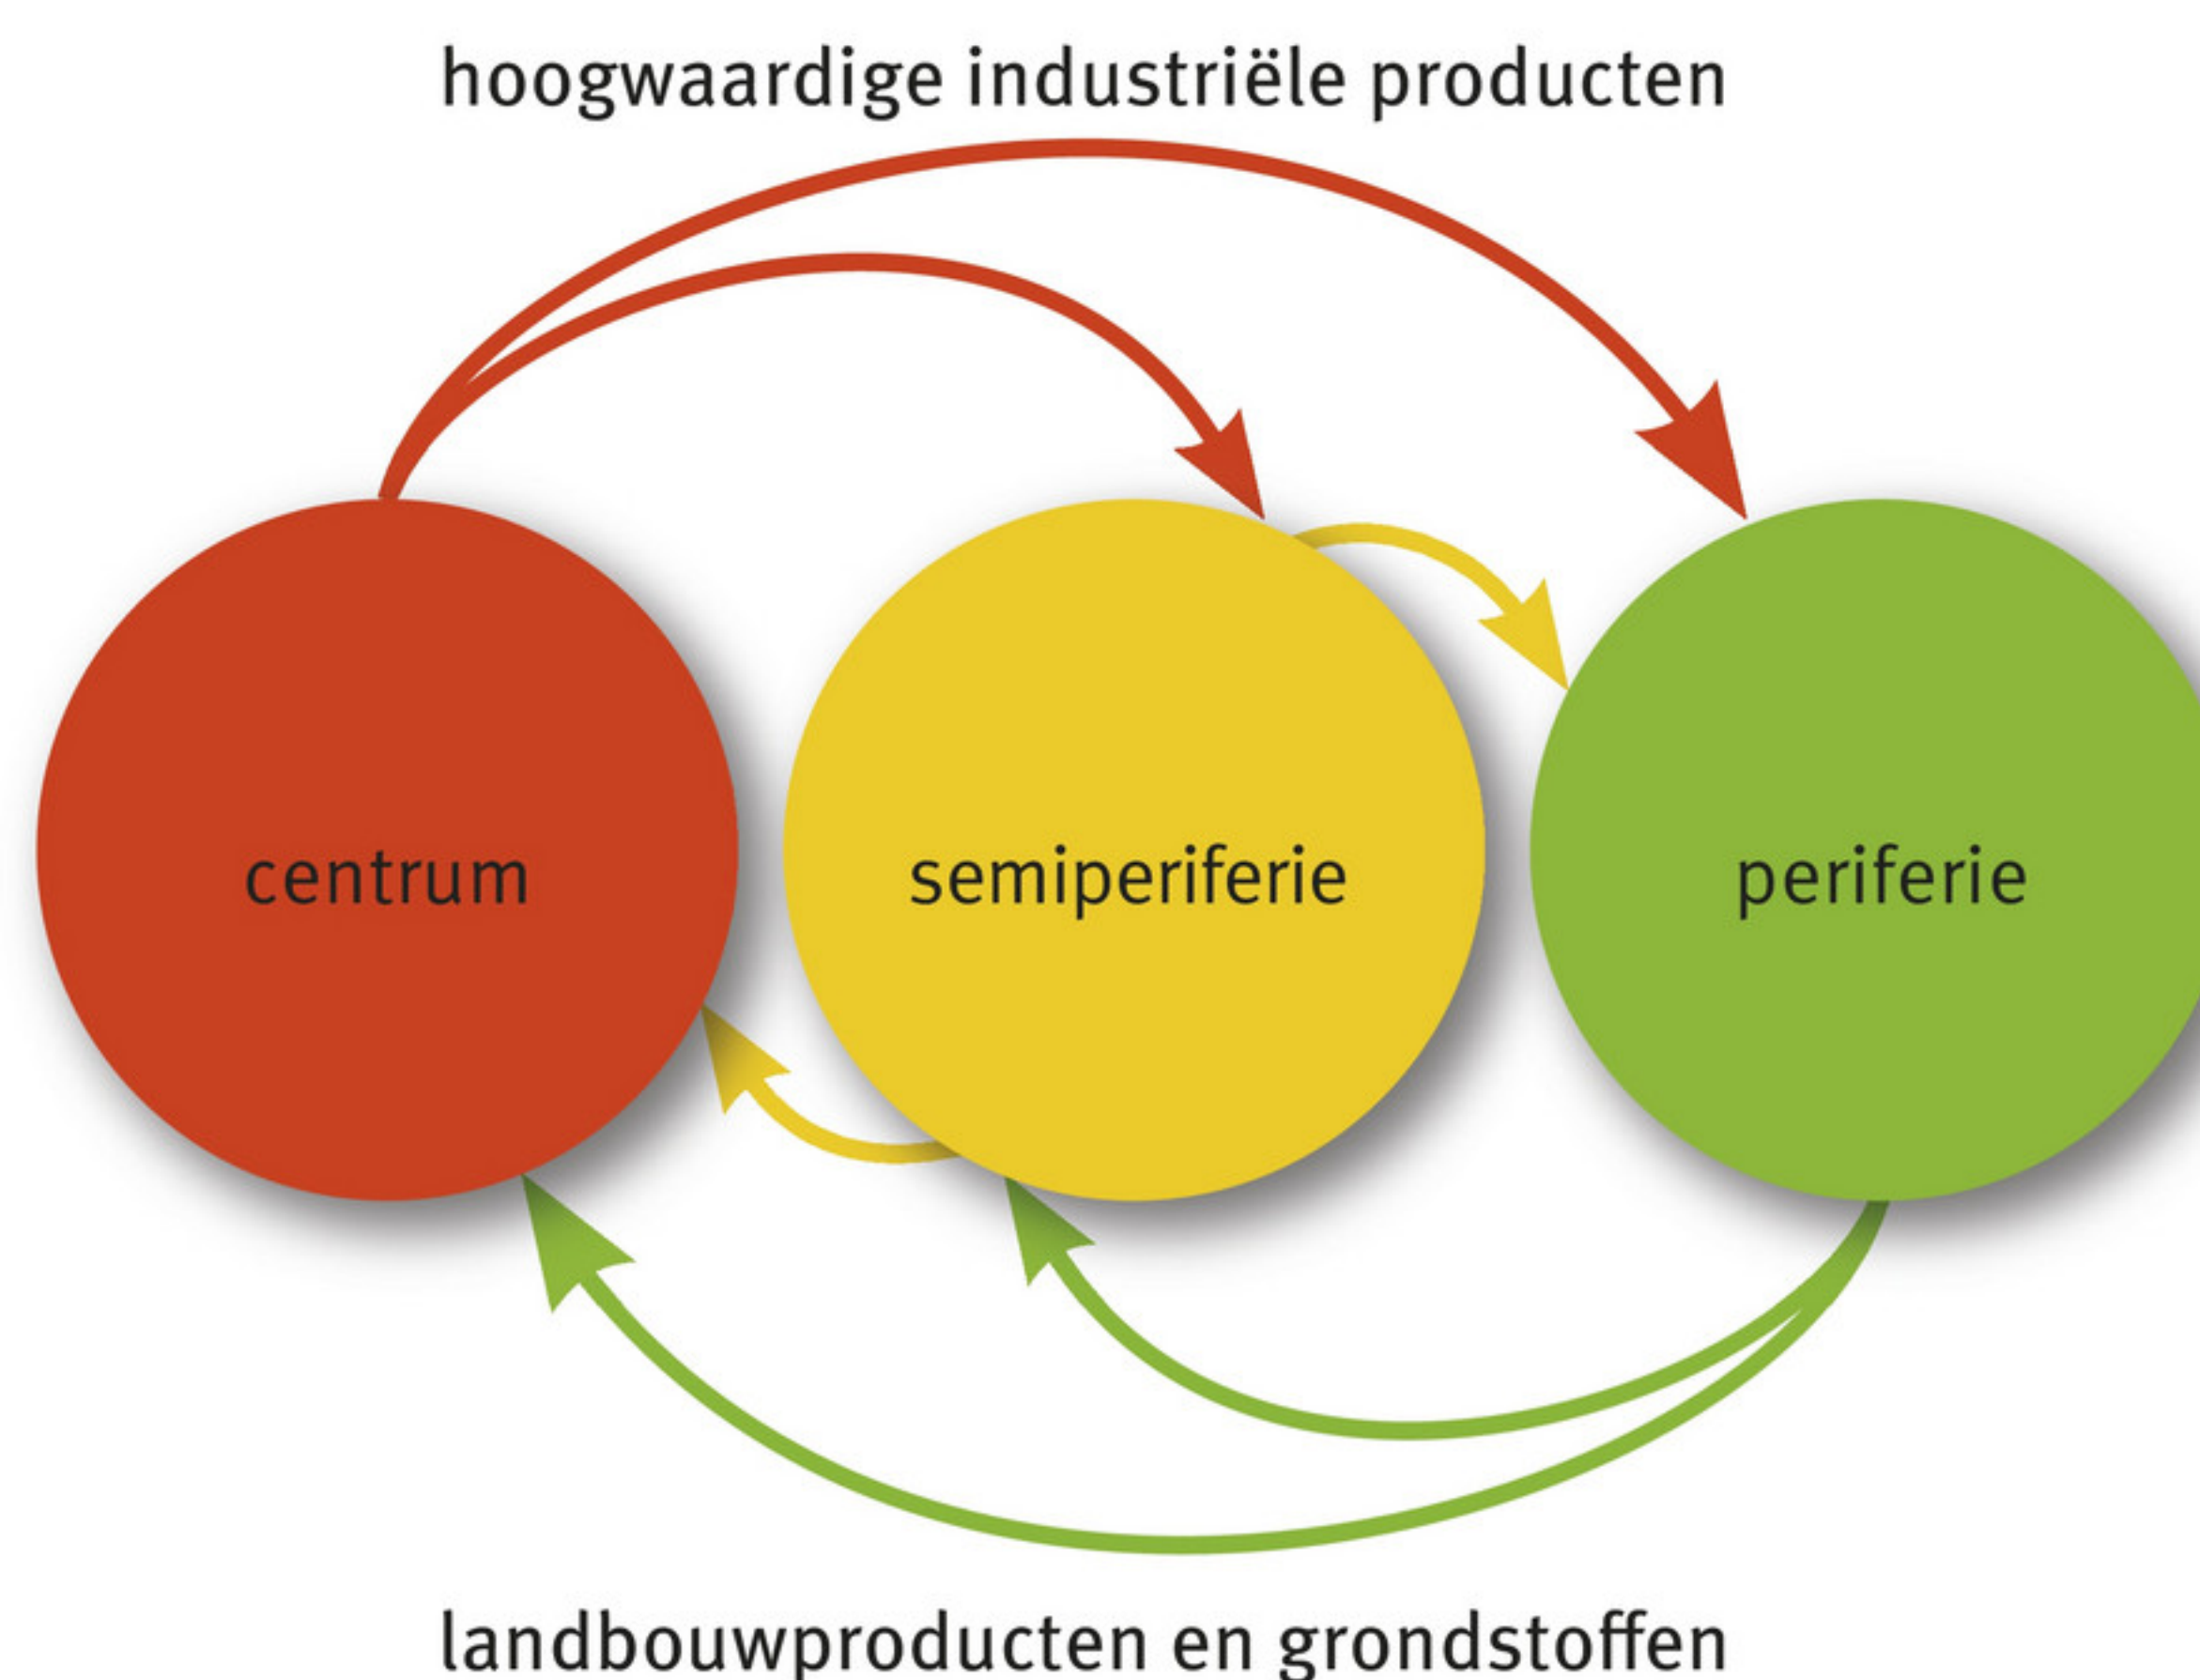 hoogwaardige industriële producten
centrum
semiperiferie
periferie
landbouwproducten en grondstoffen